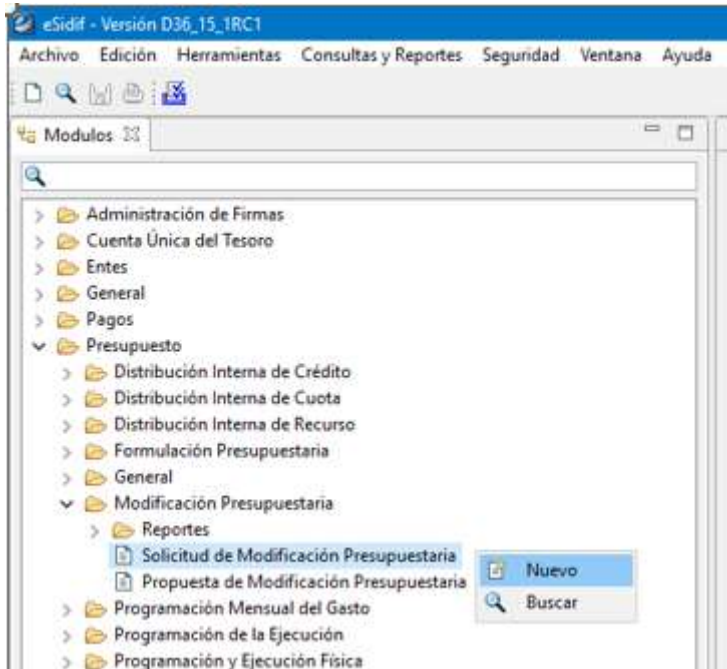 eSidif - Versión D36_15_1RC1
Archivo Edición Herramientas Consultas y Reportes Seguridad Ventana Ayuda
Modulos
Administración de Firmas
Cuenta Única del Tesoro
Entes
General
Pagos
Presupuesto
Distribución Interna de Crédito
Distribución Interna de Cuota
Distribución Interna de Recurso
Formulación Presupuestaria
General
Modificación Presupuestaria
Reportes
Solicitud de Modificación Presupuestaria
Nuevo
Propuesta de Modificación Presupuestaria
Buscar
Programación Mensual del Gasto
Programación de la Ejecución
Programación y Ejecución Física